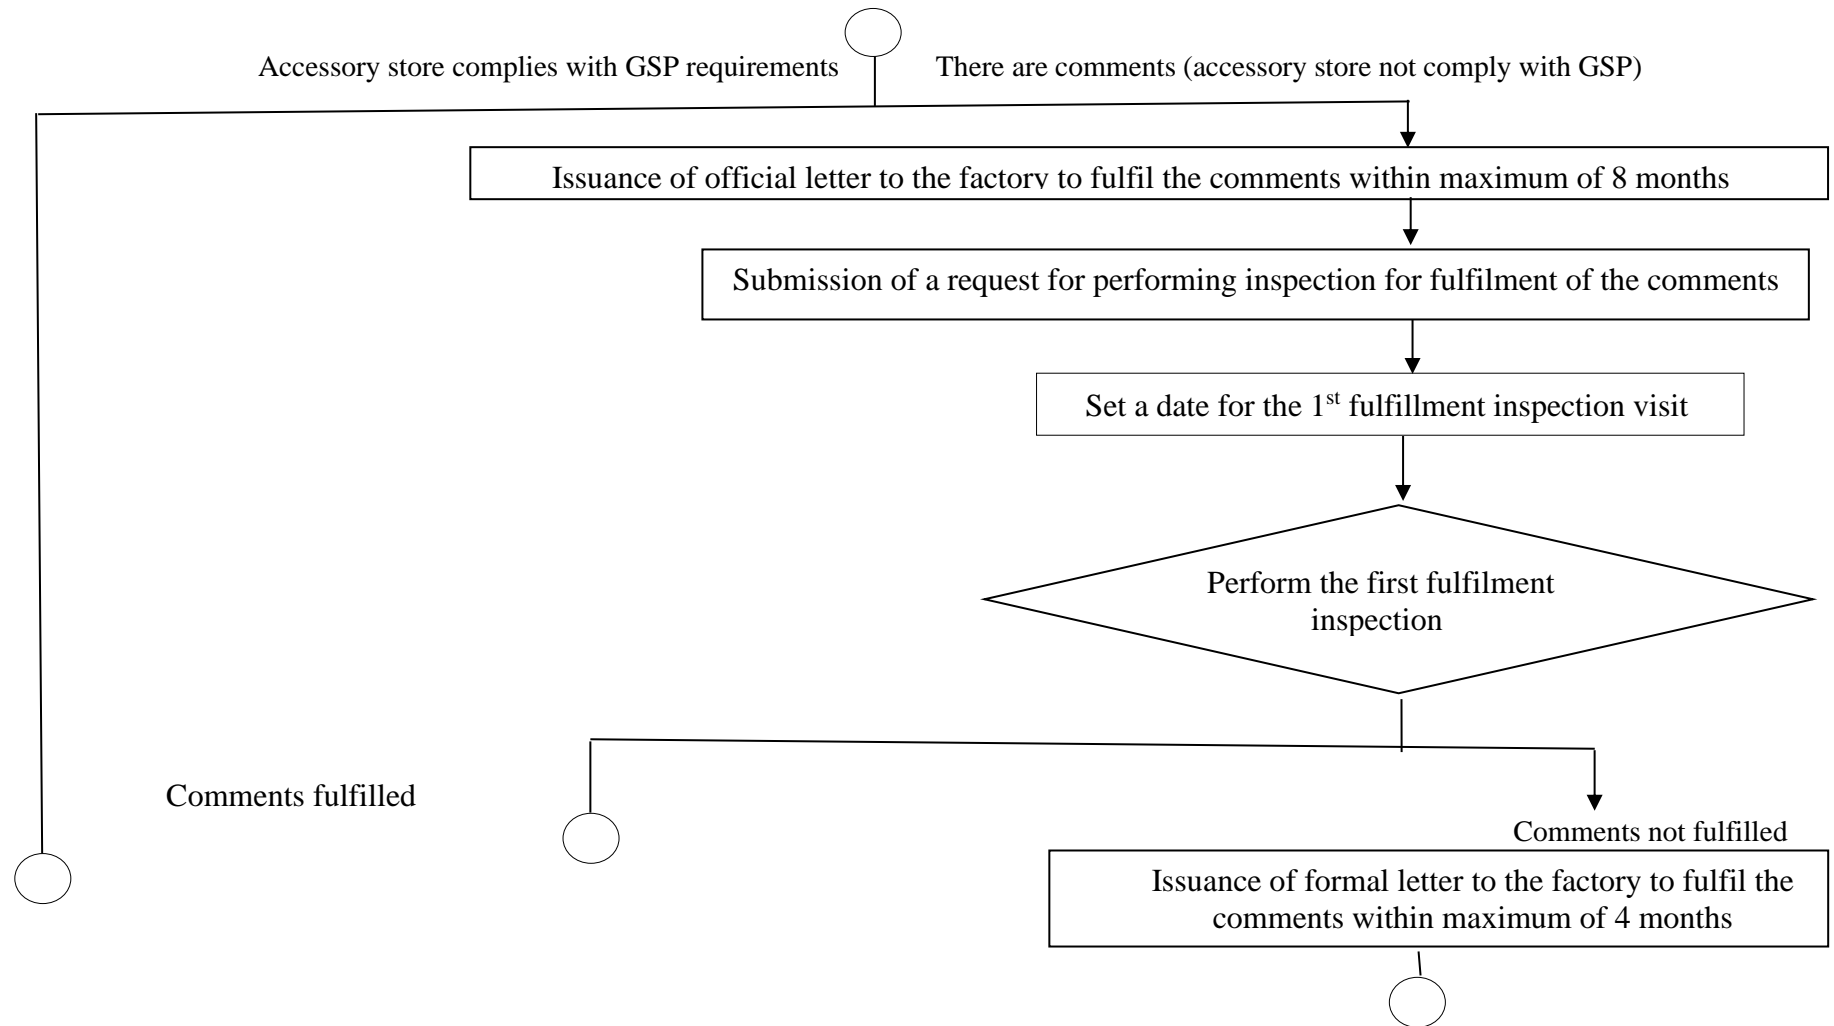 Accessory store complies with GSP requirements
There are comments (accessory store not comply with GSP)
Issuance of official letter to the factory to fulfil the comments within maximum of 8 months
Submission of a request for performing inspection for fulfilment of the comments
Set a date for the 1st fulfillment inspection visit
Perform the first fulfilment
inspection
Comments fulfilled
Comments not fulfilled
Issuance of formal letter to the factory to fulfil the
comments within maximum of 4 months